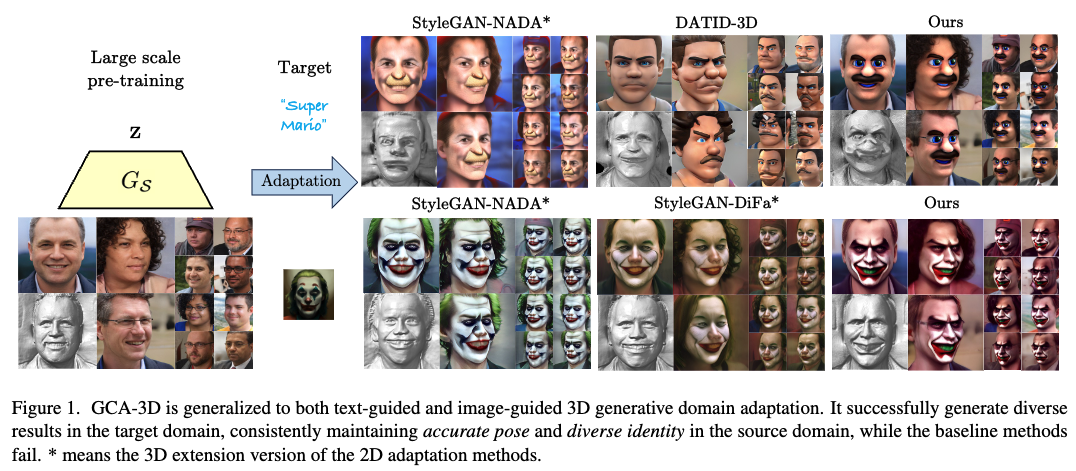 StyleGAN-NADA*
DATID-3D
Ours
Large scale
pre-training
Target
"Super
Mario"
z
G_S
Adaptation
StyleGAN-NADA*
StyleGAN-DiFa*
Ours
Figure 1. GCA-3D is generalized to both text-guided and image-guided 3D generative domain adaptation. It successfully generate diverse
results in the target domain, consistently maintaining accurate pose and diverse identity in the source domain, while the baseline methods
fail. * means the 3D extension version of the 2D adaptation methods.